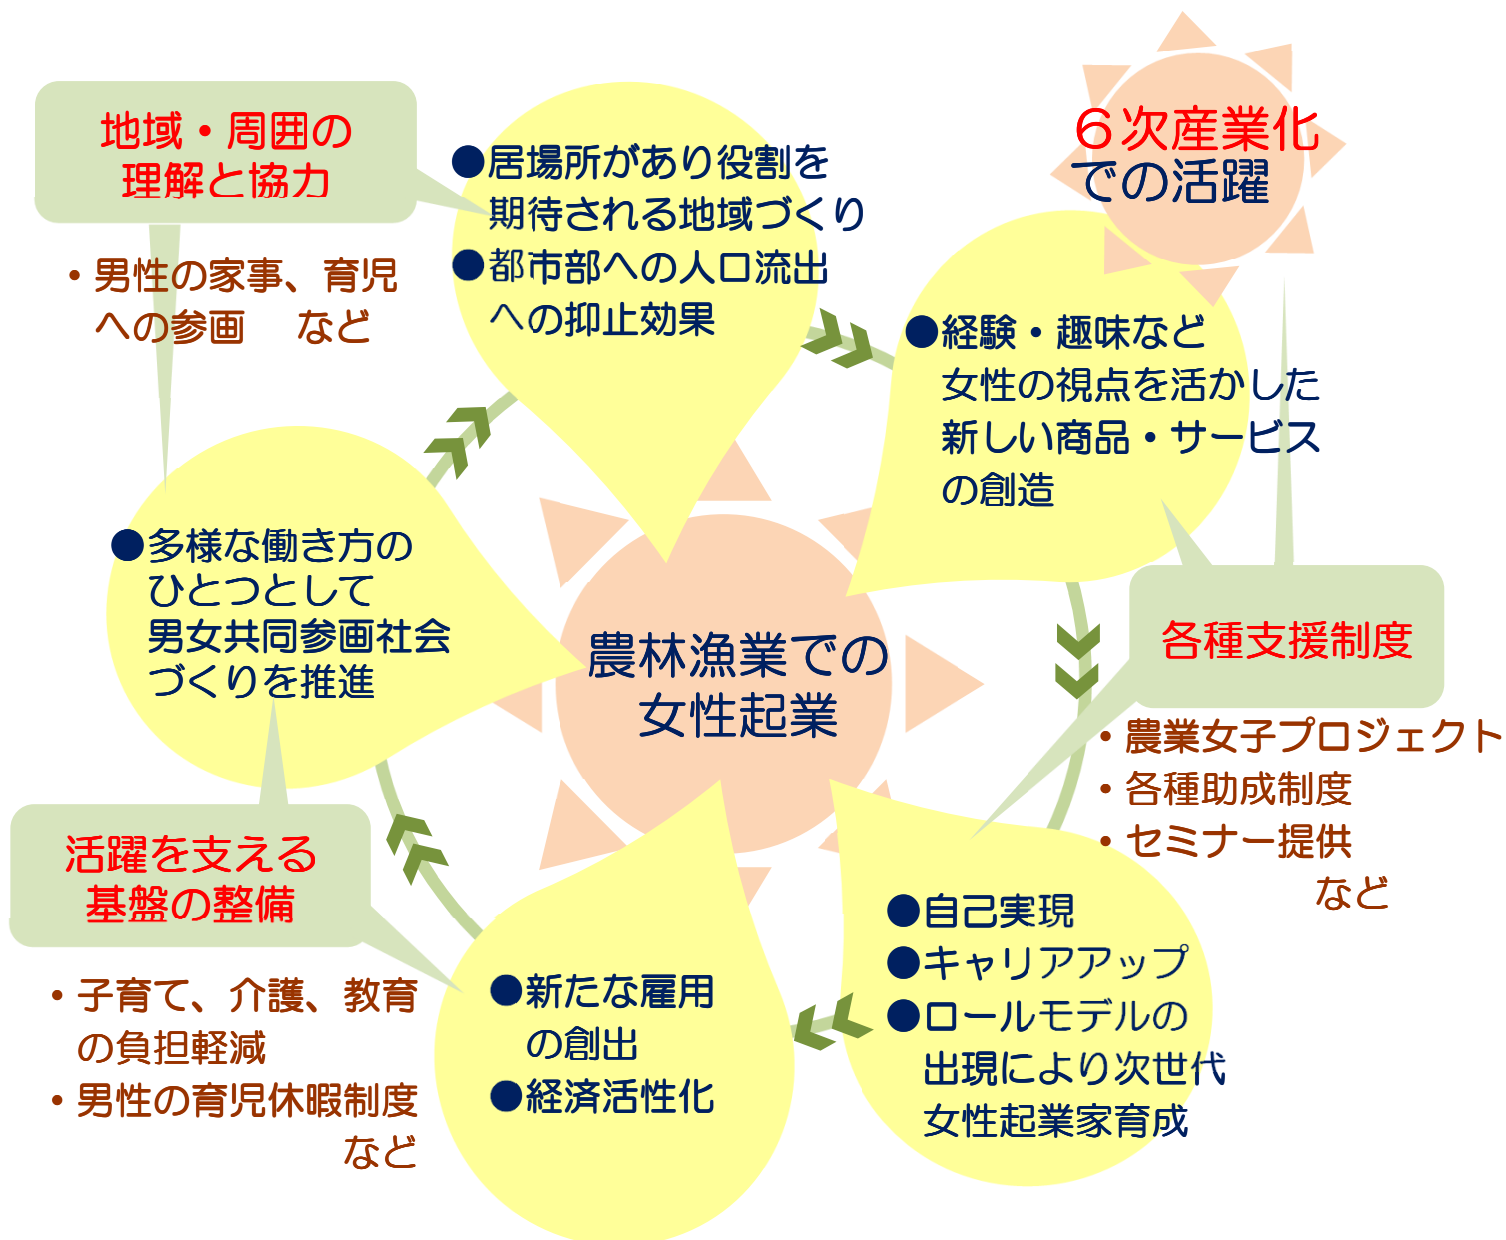 地域・周囲の
理解と協力
・男性の家事、育児
への参画　など
●居場所があり役割を
期待される地域づくり
●都市部への人口流出
への抑止効果
６次産業化
での活躍
●経験・趣味など
女性の視点を活かした
新しい商品・サービス
の創造
●多様な働き方の
ひとつとして
男女共同参画社会
づくりを推進
農林漁業での
女性起業
各種支援制度
・農業女子プロジェクト
・各種助成制度
・セミナー提供
など
活躍を支える
基盤の整備
・子育て、介護、教育
の負担軽減
・男性の育児休暇制度
など
●新たな雇用
の創出
●経済活性化
●自己実現
●キャリアアップ
●ロールモデルの
出現により次世代
女性起業家育成